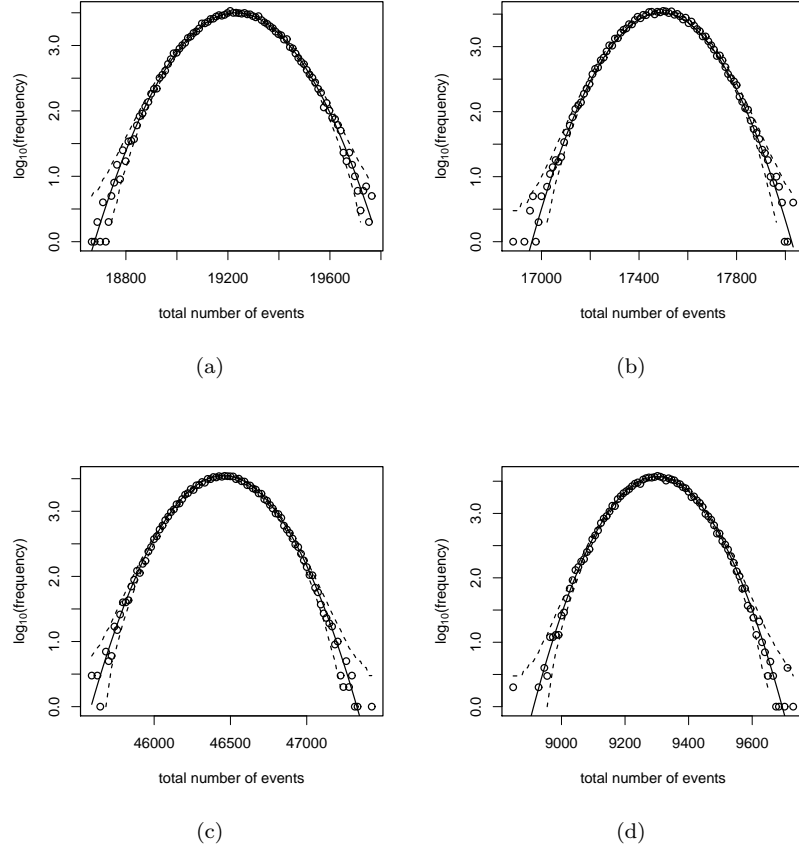 log10(frequency)
3.0
2.0
1.0
0.0
18800 19200 19600
total number of events
(a)
log10(frequency)
3.0
2.0
1.0
0.0
17000 17400 17800
total number of events
(b)
log10(frequency)
3.0
2.0
1.0
0.0
46000 46500 47000
total number of events
(c)
log10(frequency)
3.0
2.0
1.0
0.0
9000 9200 9400 9600
total number of events
(d)